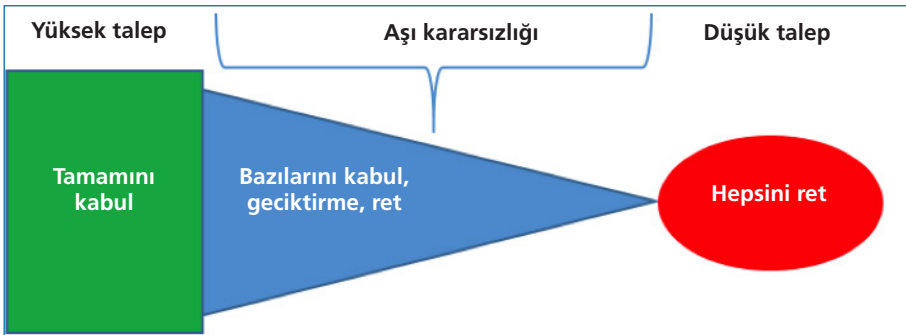 Yüksek talep
Aşı kararsızlığı
Düşük talep
Tamamını
kabul
Bazılarını kabul,
geciktirme, ret
Hepsini ret